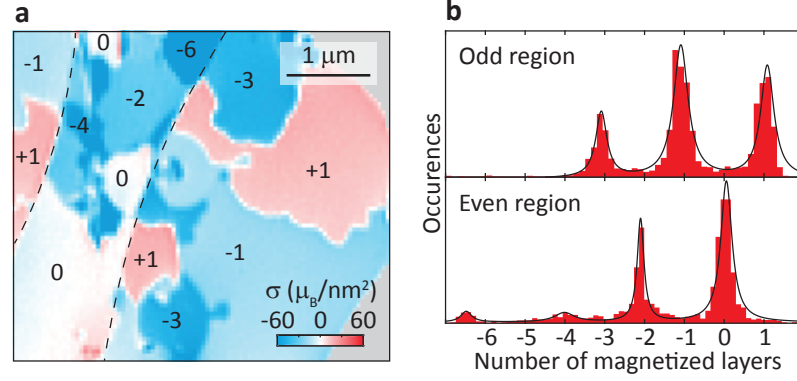 a
b
0
-6
1 µm
-1
-3
-2
-4
+1
0
+1
0
+1
-1
-3
σ (µB/nm²)
-60 0 60
Odd region
Even region
Occurences
-6 -5 -4 -3 -2 -1 0 1
Number of magnetized layers